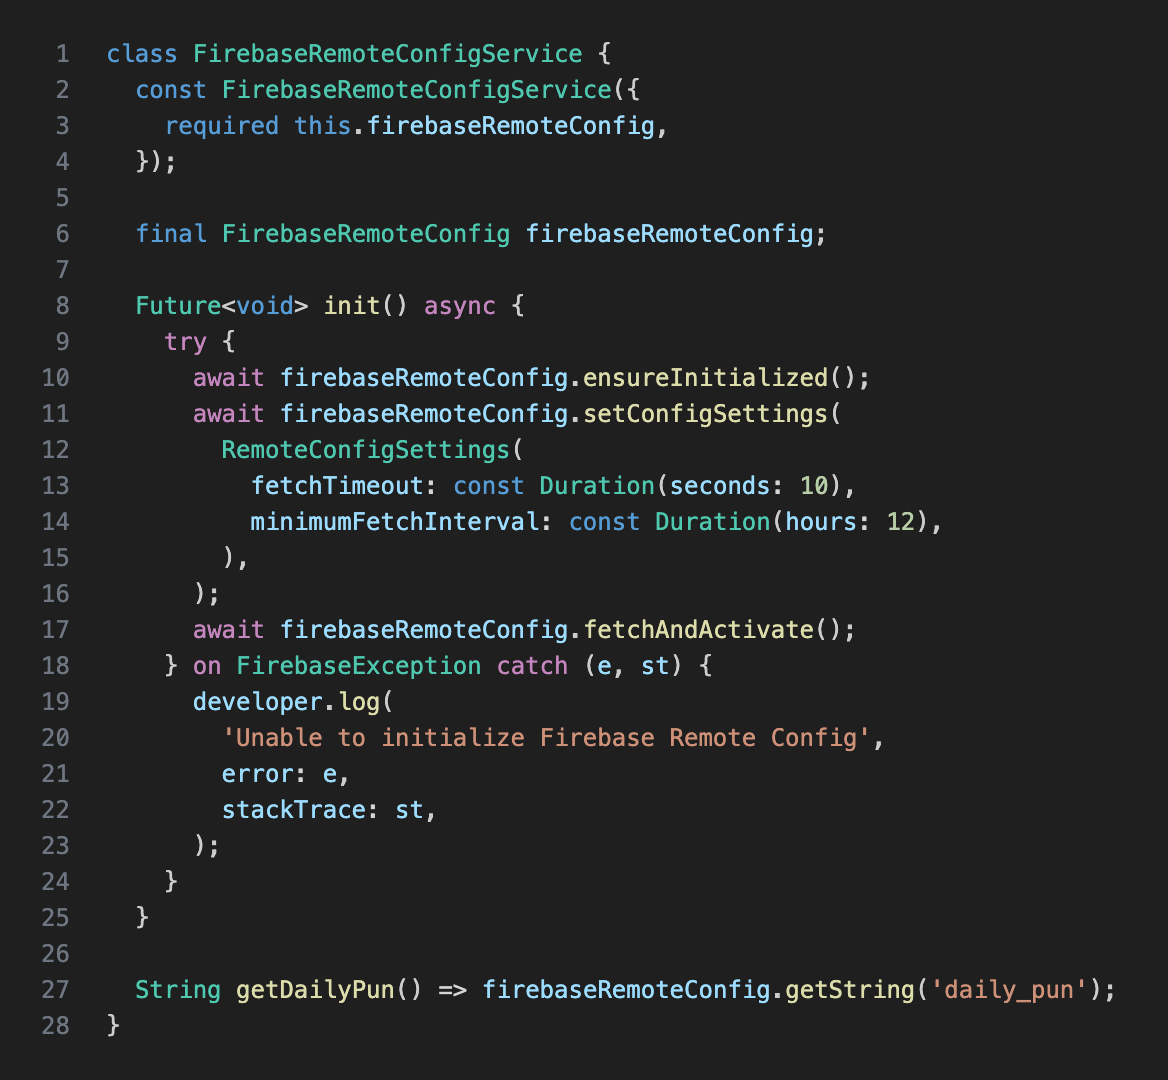 1 class FirebaseRemoteConfigService {
2   const FirebaseRemoteConfigService({
3     required this.firebaseRemoteConfig,
4   });
5
6   final FirebaseRemoteConfig firebaseRemoteConfig;
7
8   Future<void> init() async {
9     try {
10       await firebaseRemoteConfig.ensureInitialized();
11       await firebaseRemoteConfig.setConfigSettings(
12         RemoteConfigSettings(
13           fetchTimeout: const Duration(seconds: 10),
14           minimumFetchInterval: const Duration(hours: 12),
15         ),
16       );
17       await firebaseRemoteConfig.fetchAndActivate();
18     } on FirebaseException catch (e, st) {
19       developer.log(
20         'Unable to initialize Firebase Remote Config',
21         error: e,
22         stackTrace: st,
23       );
24     }
25   }
26
27   String getDailyPun() => firebaseRemoteConfig.getString('daily_pun');
28 }